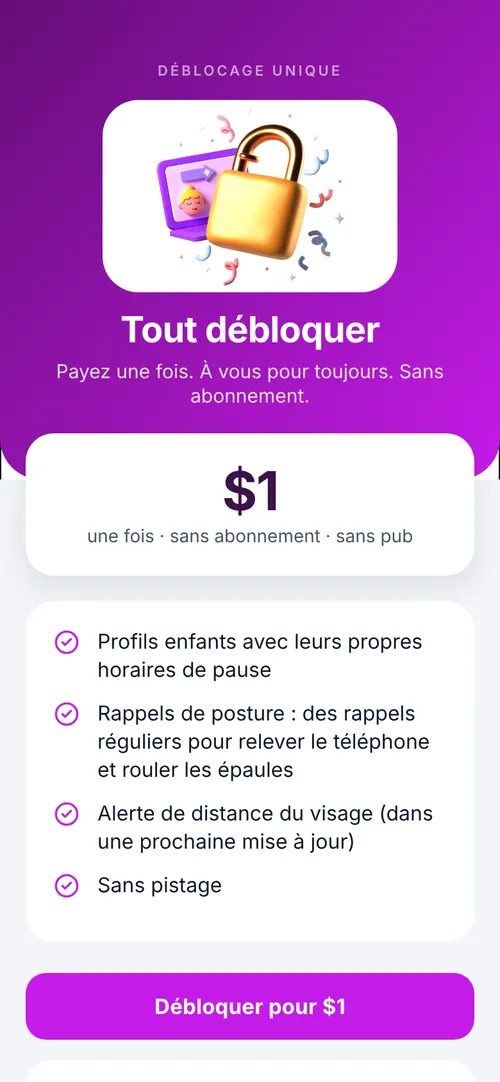 DÉBLOCAGE UNIQUE
Tout débloquer
Payez une fois. À vous pour toujours. Sans
abonnement.
$1
une fois · sans abonnement · sans pub
Profils enfants avec leurs propres
horaires de pause
Rappels de posture : des rappels
réguliers pour relever le téléphone
et rouler les épaules
Alerte de distance du visage (dans
une prochaine mise à jour)
Sans pistage
Débloquer pour $1